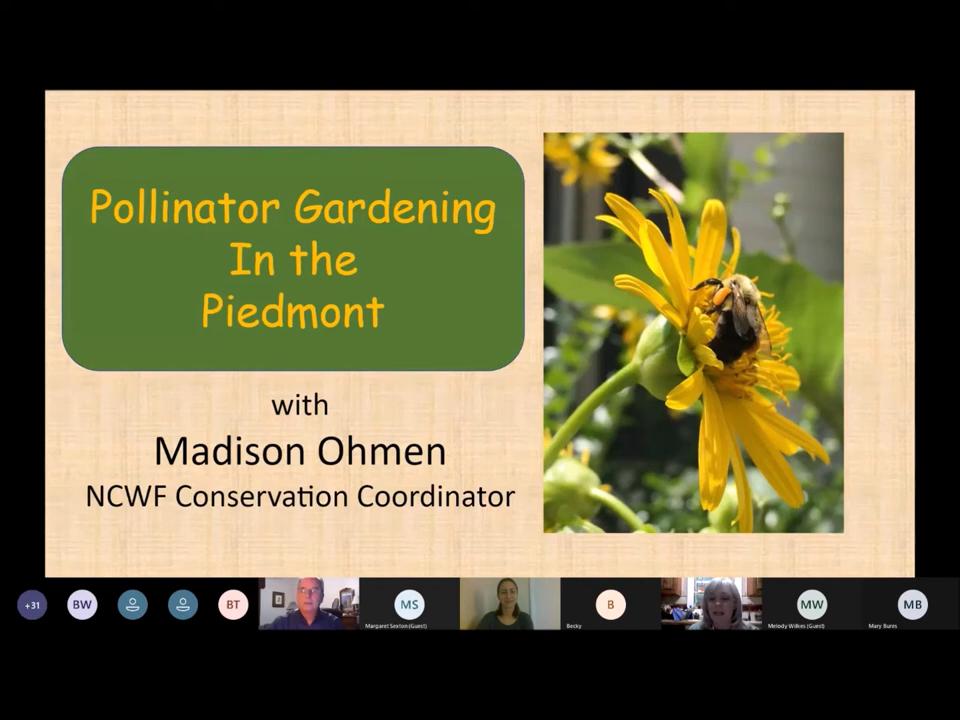 Pollinator Gardening
In the
Piedmont
with
Madison Ohmen
NCWF Conservation Coordinator
+31
BW
BT
MS
Margaret Sexton (Guest)
B
Becky
MW
Melody Wilkes (Guest)
MB
Mary Bures